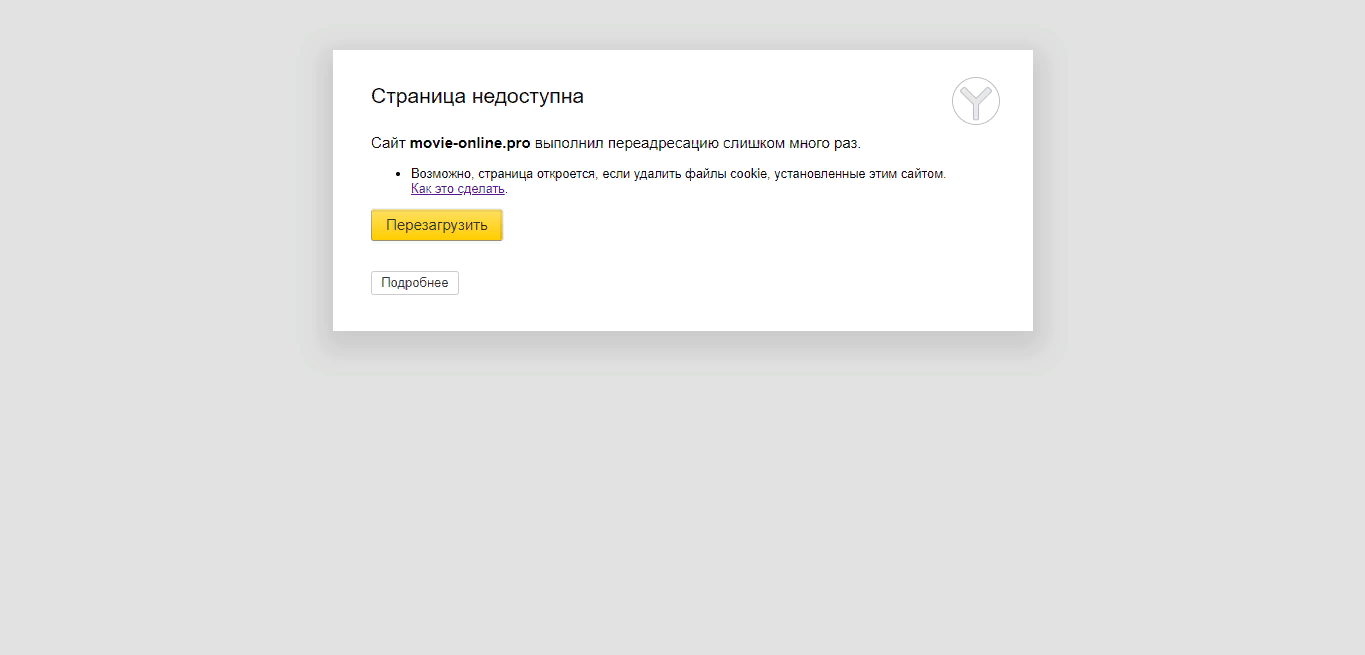 Страница недоступна
Сайт movie-online.pro выполнил переадресацию слишком много раз.
Возможно, страница откроется, если удалить файлы cookie, установленные этим сайтом.
Как это сделать.
Перезагрузить
Подробнее